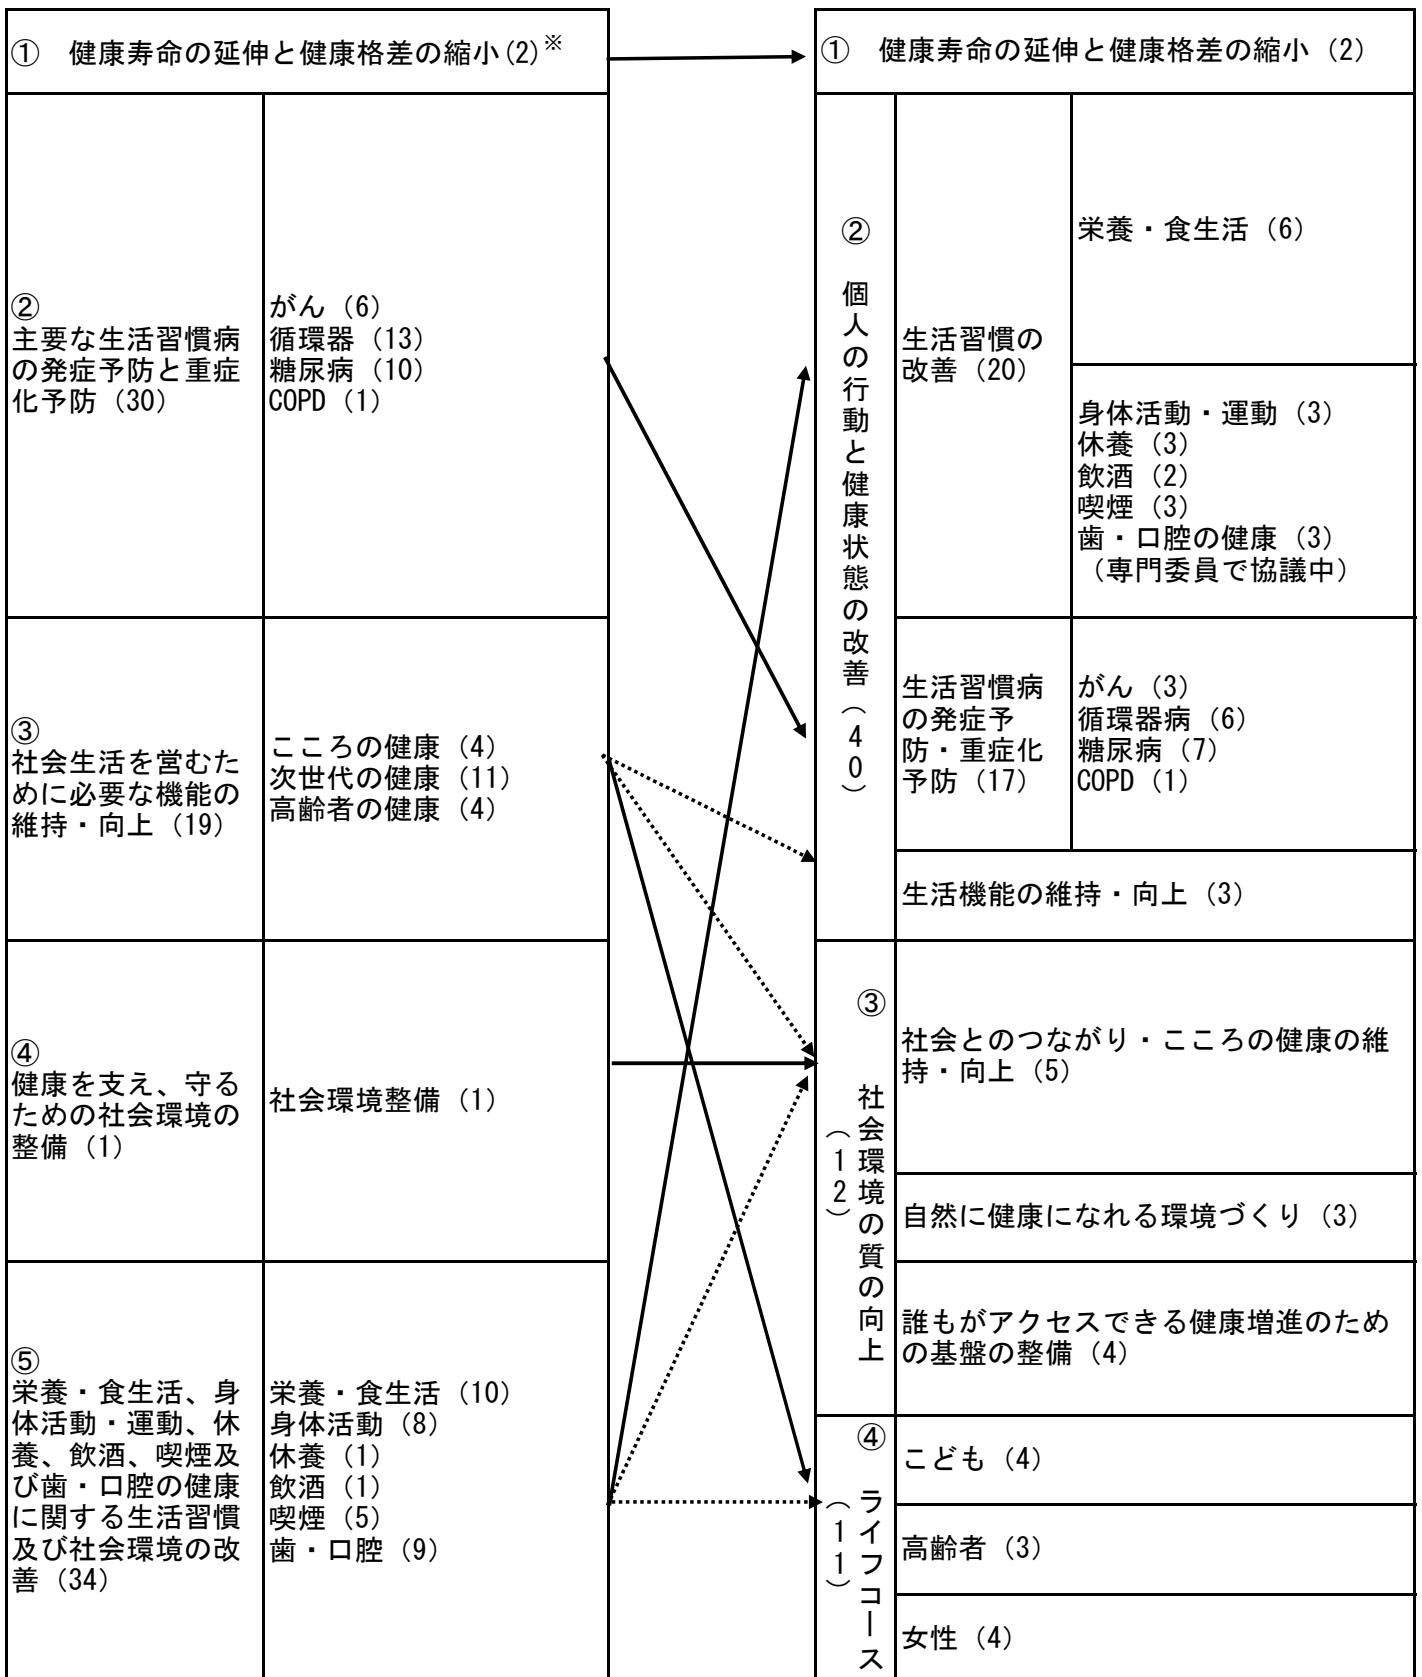 ① 健康寿命の延伸と健康格差の縮小(2)※
②
主要な生活習慣病
の発症予防と重症
化予防（30）
がん（6）
循環器（13）
糖尿病（10）
COPD（1）
③
社会生活を営むた
めに必要な機能の
維持・向上（19）
こころの健康（4）
次世代の健康（11）
高齢者の健康（4）
④
健康を支え、守る
ための社会環境の
整備（1）
社会環境整備（1）
⑤
栄養・食生活、身
体活動・運動、休
養、飲酒、喫煙及
び歯・口腔の健康
に関する生活習慣
及び社会環境の改
善（34）
栄養・食生活（10）
身体活動（8）
休養（1）
飲酒（1）
喫煙（5）
歯・口腔（9）
① 健康寿命の延伸と健康格差の縮小（2）
② 個人の行動と健康状態の改善（40）
生活習慣の
改善（20）
栄養・食生活（6）
身体活動・運動（3）
休養（3）
飲酒（2）
喫煙（3）
歯・口腔の健康（3）
（専門委員で協議中）
生活習慣病
の発症予
防・重症化
予防（17）
がん（3）
循環器病（6）
糖尿病（7）
COPD（1）
生活機能の維持・向上（3）
③ 社会環境の質の向上
（12）
社会とのつながり・こころの健康の維
持・向上（5）
自然に健康になれる環境づくり（3）
誰もがアクセスできる健康増進のため
の基盤の整備（4）
④ ライフコース
（11）
こども（4）
高齢者（3）
女性（4）